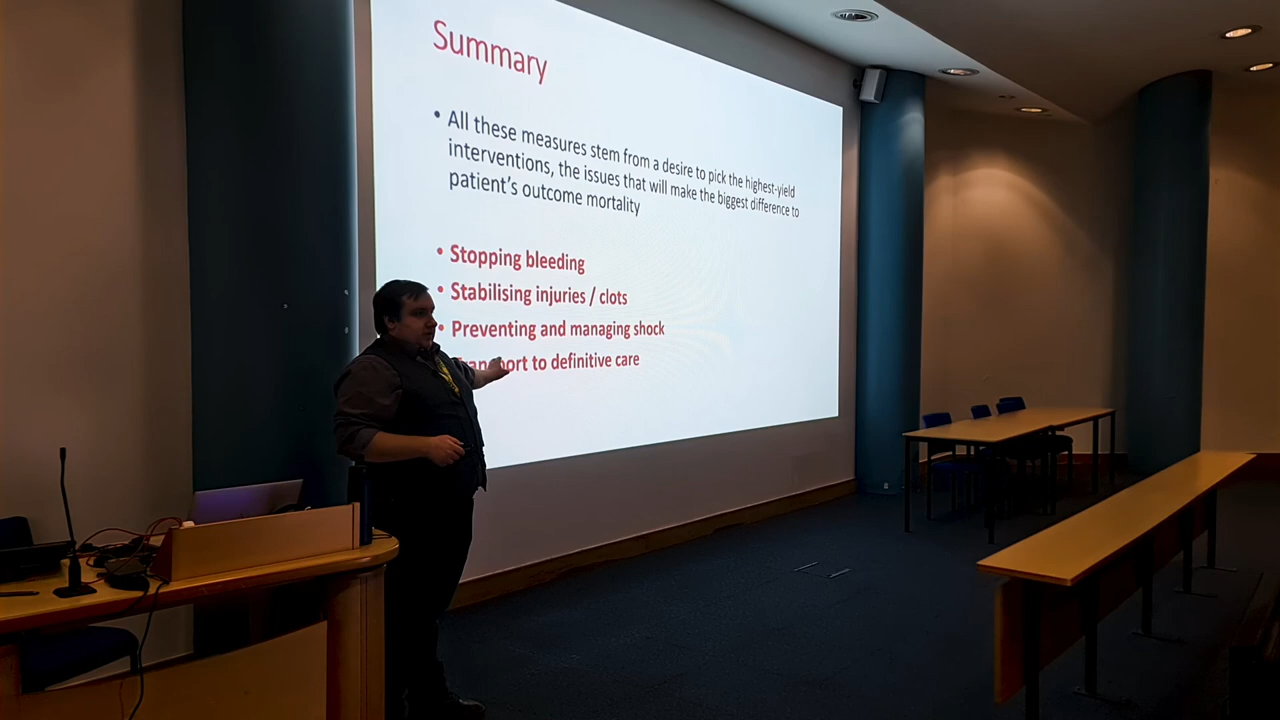 Summary
• All these measures stem from a desire to pick the highest-yield
interventions, the issues that will make the biggest difference to
patient's outcome mortality
• Stopping bleeding
• Stabilising injuries / clots
• Preventing and managing shock
to definitive care